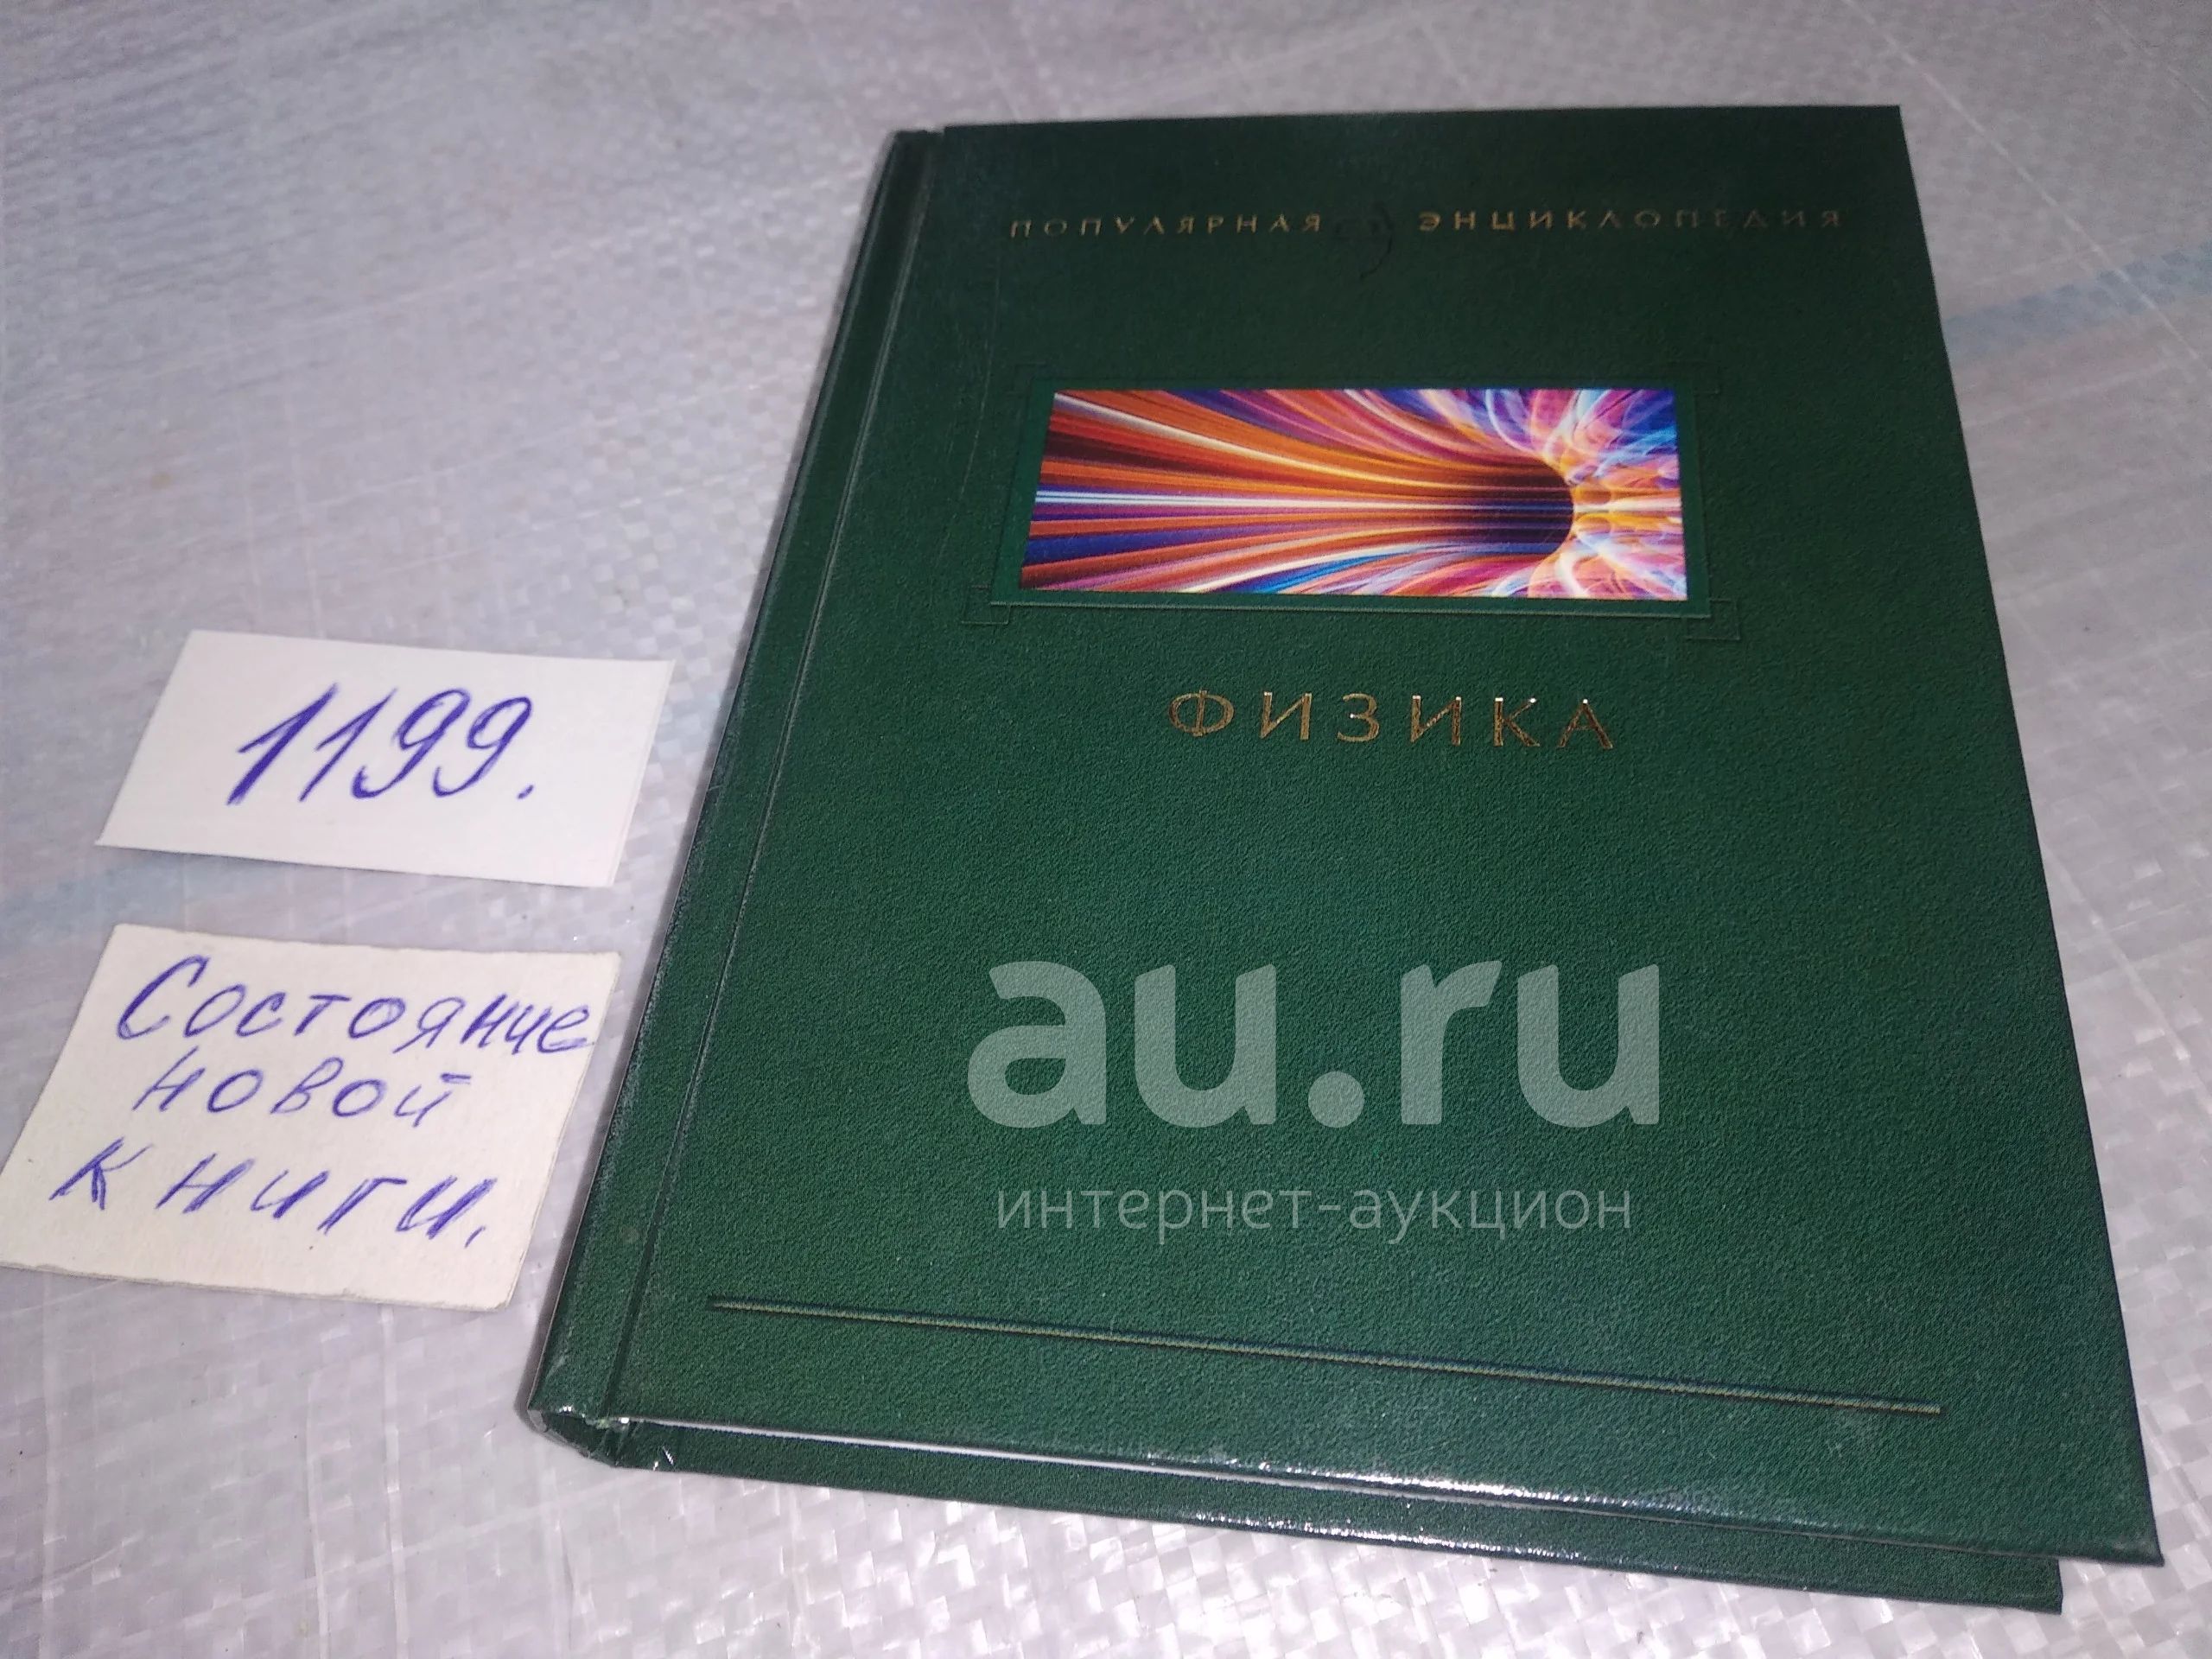 ПОПУЛЯРНАЯ ЭНЦИКЛОПЕДИЯ
ФИЗИКА
1199.
Состояние
новой
книги.
au.ru
интернет-аукцион